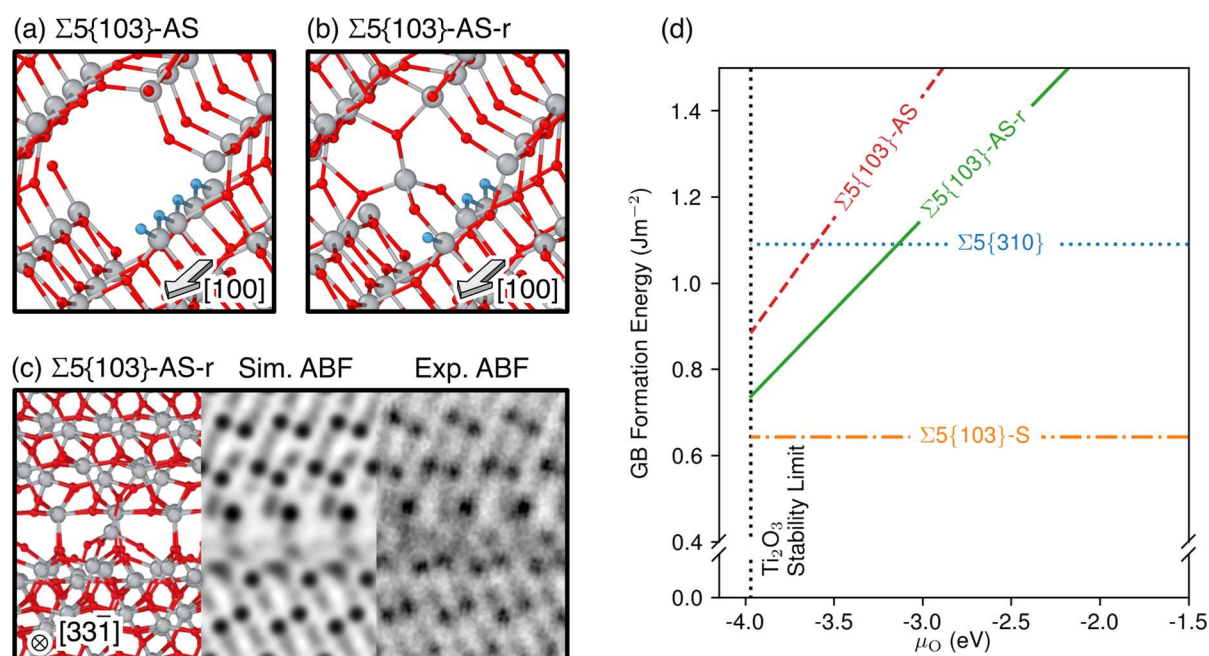 (a) Σ5{103}-AS
(b) Σ5{103}-AS-r
(d)
[100]
[100]
(c) Σ5{103}-AS-r
Sim. ABF
Exp. ABF
⊗ [331̄]
GB Formation Energy (Jm⁻²)
1.4
1.2
1.0
0.8
0.6
0.4
0.0
Σ5{103}-AS
Σ5{103}-AS-r
Σ5{310}
Σ5{103}-S
Ti₂O₃
Stability Limit
-4.0
-3.5
-3.0
-2.5
-2.0
-1.5
μ_O (eV)